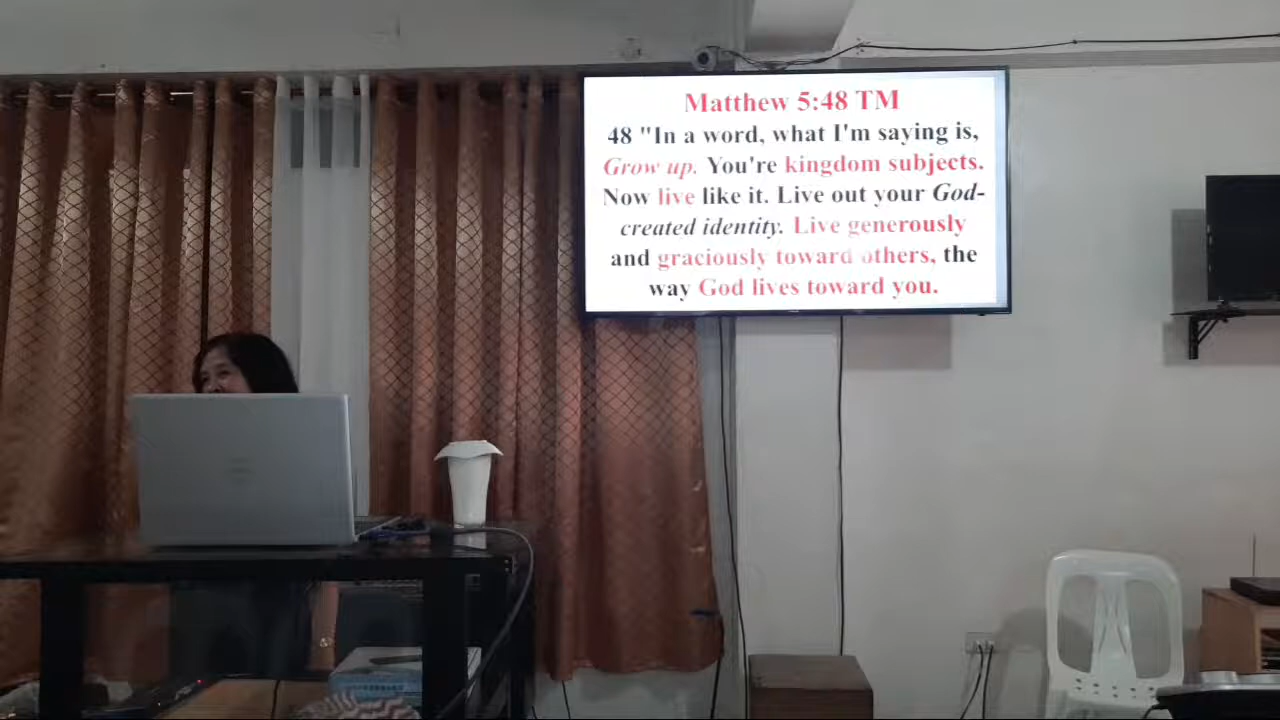 Matthew 5:48 TM
48 "In a word, what I'm saying is,
Grow up. You're kingdom subjects.
Now live like it. Live out your God-
created identity. Live generously
and graciously toward others, the
way God lives toward you.